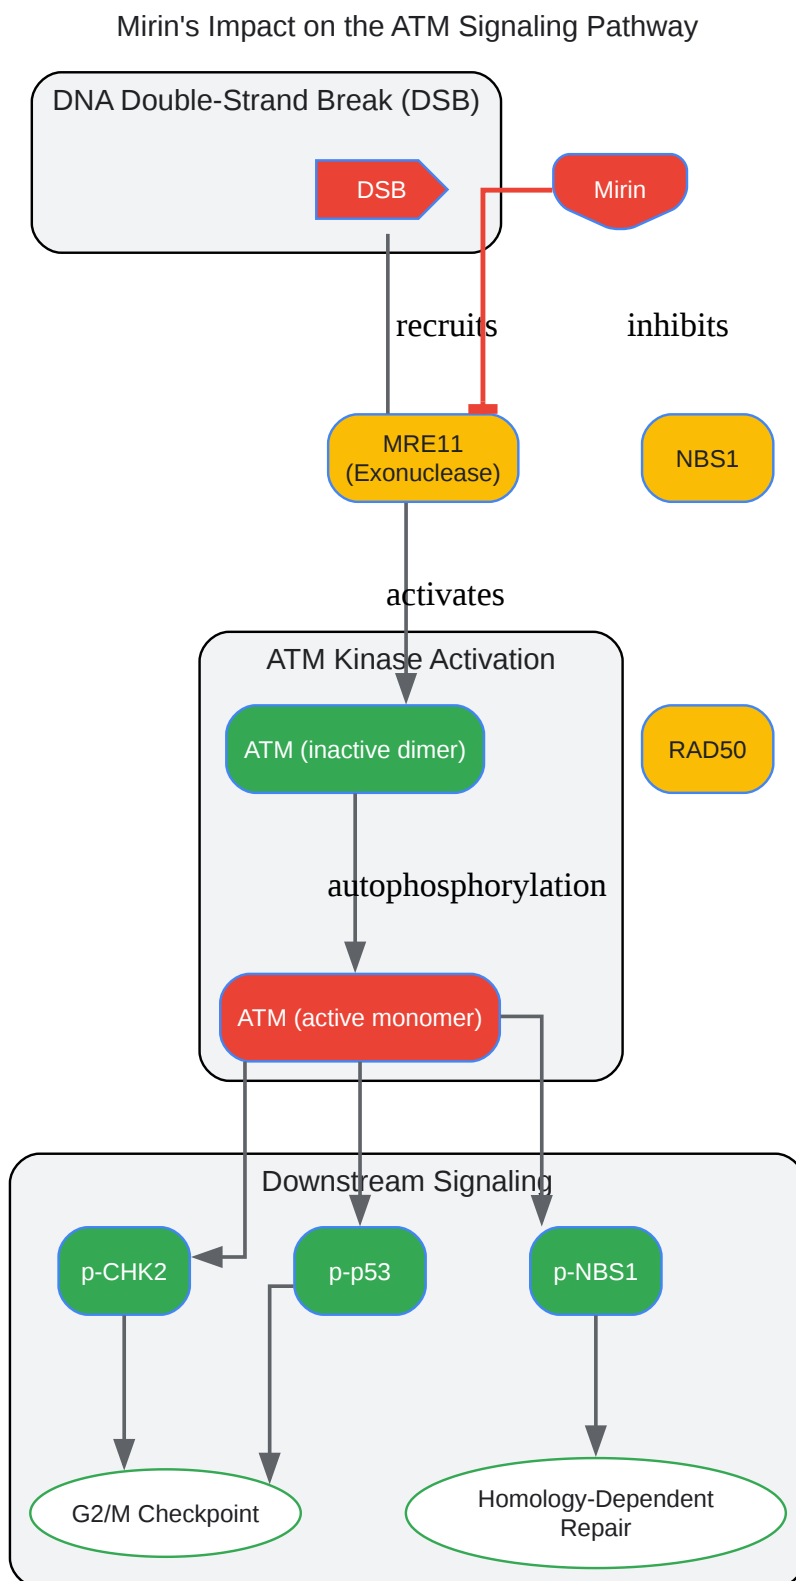 Mirin's Impact on the ATM Signaling Pathway
DNA Double-Strand Break (DSB)
DSB
Mirin
recruits
inhibits
MRE11
(Exonuclease)
NBS1
activates
ATM Kinase Activation
ATM (inactive dimer)
RAD50
autophosphorylation
ATM (active monomer)
Downstream Signaling
p-CHK2
p-p53
p-NBS1
G2/M Checkpoint
Homology-Dependent
Repair